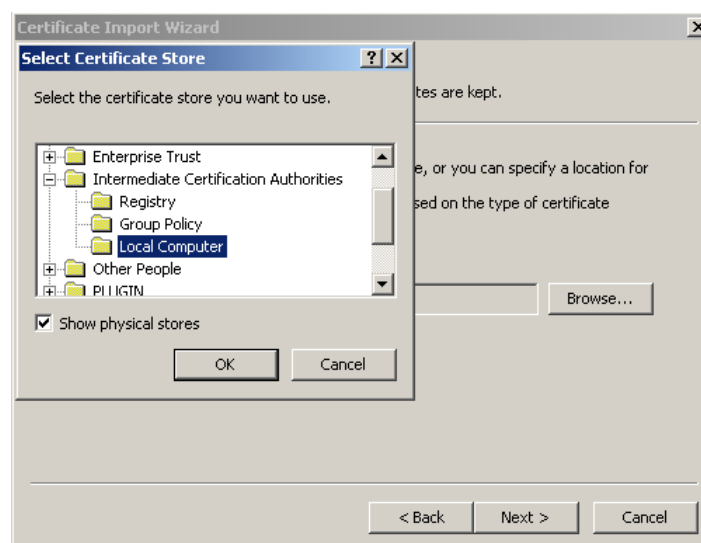 Certificate Import Wizard
Select Certificate Store
Select the certificate store you want to use.
tes are kept.
Enterprise Trust
Intermediate Certification Authorities
Registry
Group Policy
Local Computer
Other People
PLUGIN
e, or you can specify a location for
sed on the type of certificate
Browse...
Show physical stores
OK
Cancel
< Back
Next >
Cancel